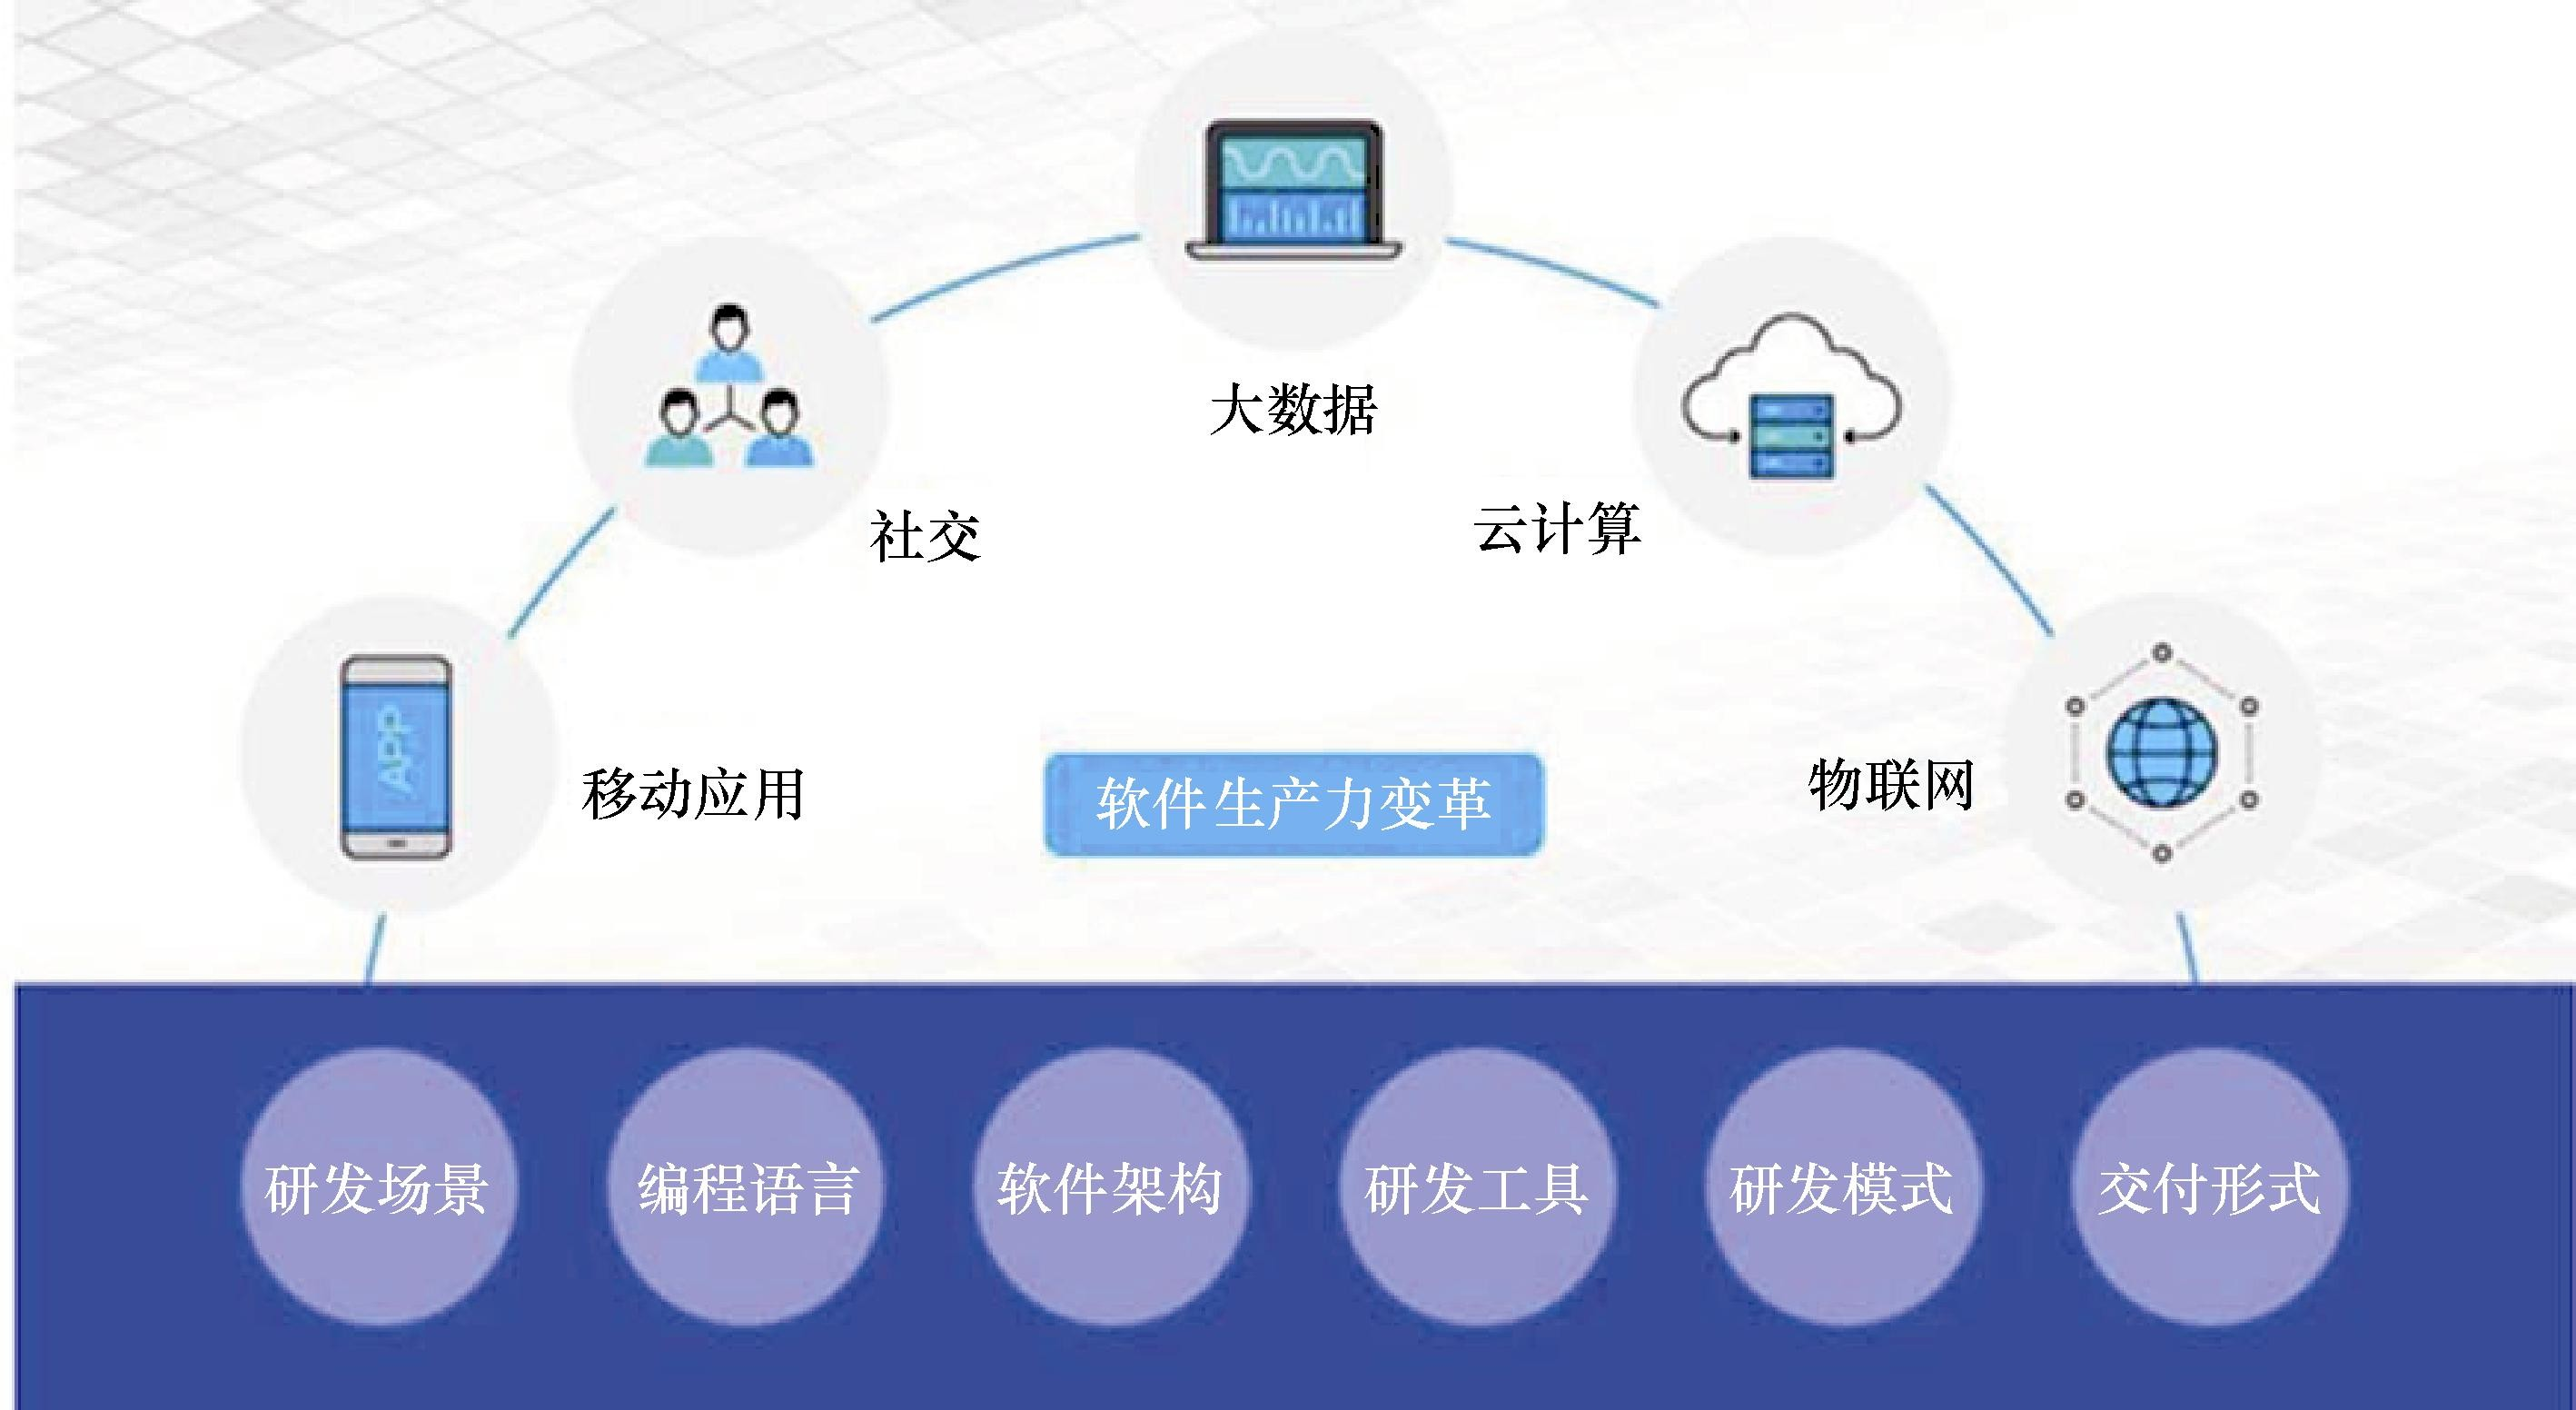 大数据
社交
云计算
移动应用
APP
软件生产力变革
物联网
研发场景
编程语言
软件架构
研发工具
研发模式
交付形式